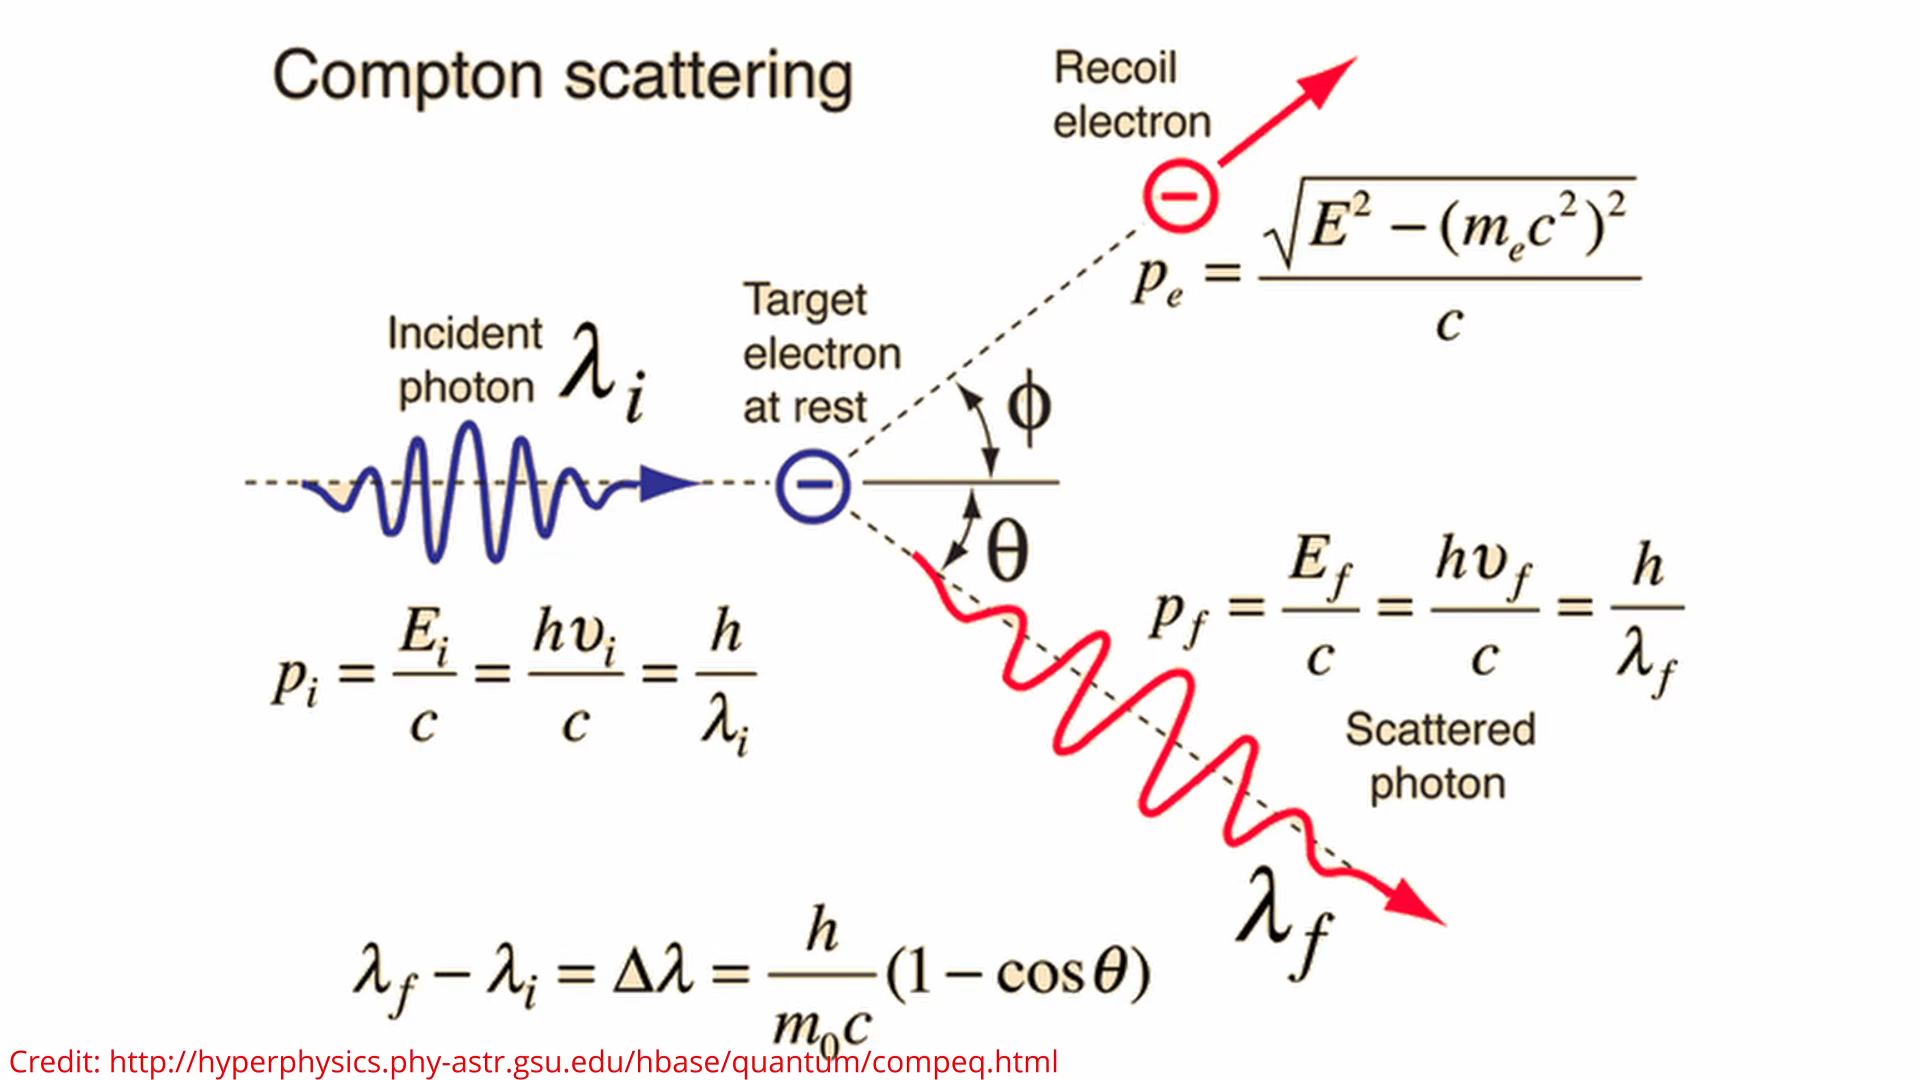 Compton scattering
Recoil
electron
p_e = √(E² − (m_e c²)²) / c
Target
electron
at rest
Incident
photon λ_i
ϕ
θ
p_i = E_i / c = hυ_i / c = h / λ_i
p_f = E_f / c = hυ_f / c = h / λ_f
Scattered
photon
λ_f
λ_f − λ_i = Δλ = h / m₀c (1 − cos θ)
Credit: http://hyperphysics.phy-astr.gsu.edu/hbase/quantum/compeq.html